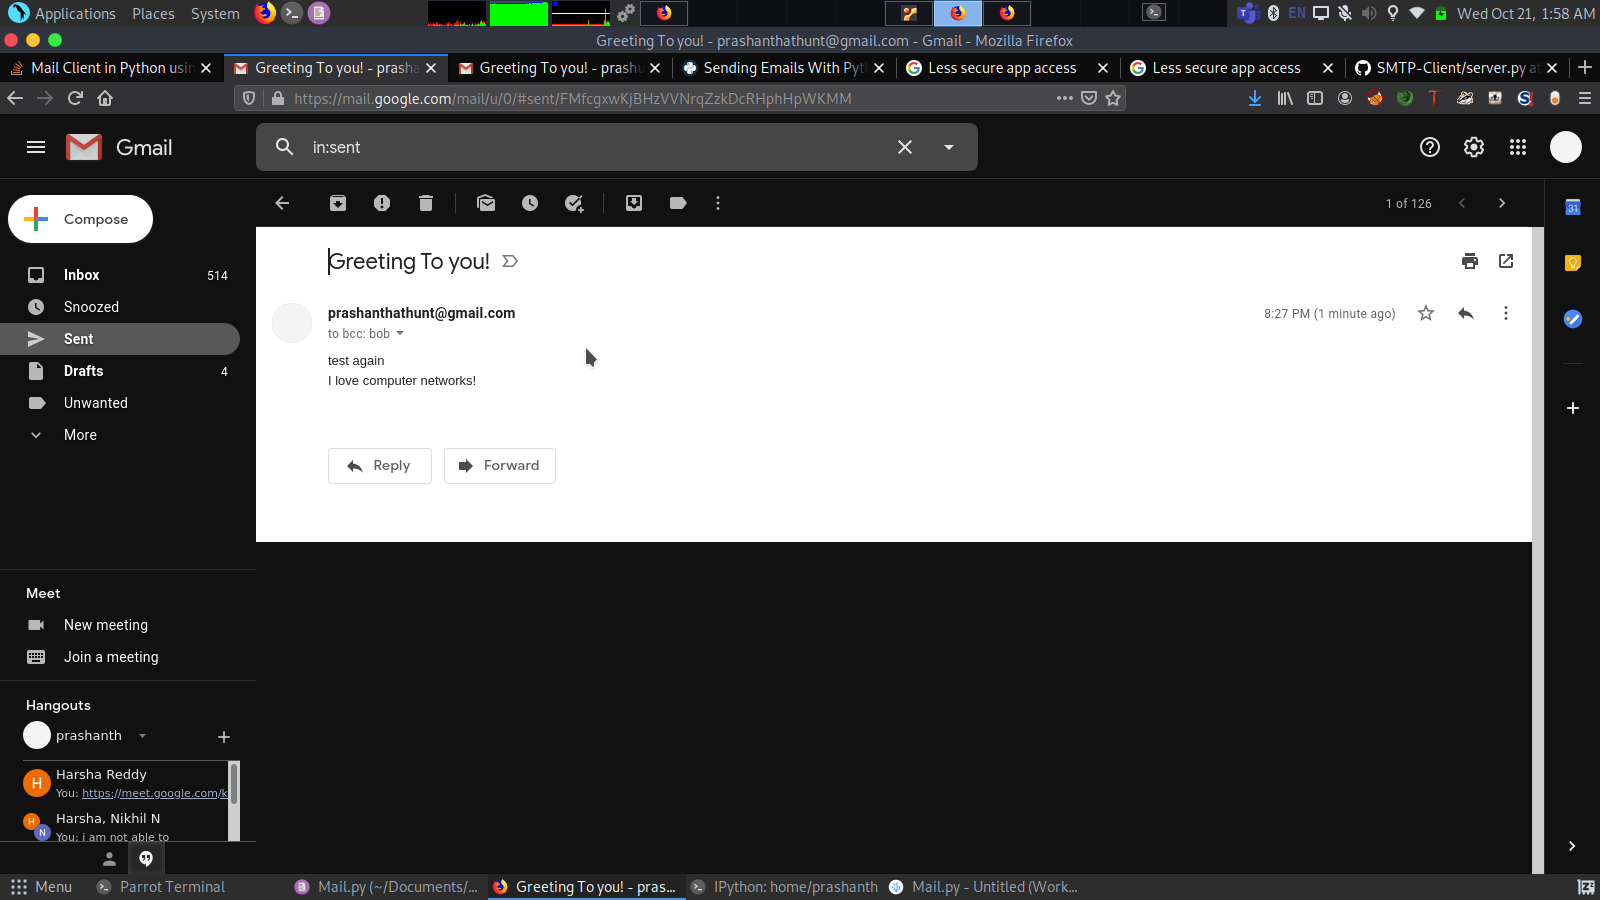 Applications Places System
EN
Wed Oct 21, 1:58 AM
Greeting To you! - prashanthathunt@gmail.com - Gmail - Mozilla Firefox
Mail Client in Python usin
Greeting To you! - prasha
Greeting To you! - prashu
Sending Emails With Pyt
Less secure app access
Less secure app access
SMTP-Client/server.py at
https://mail.google.com/mail/u/0/#sent/FMfcgxwKjBHzVVNrqZzkDcRHphHpWKMM
Gmail
in:sent
Compose
1 of 126
31
Inbox 514
Snoozed
Sent
Drafts 4
Unwanted
More
Greeting To you!
prashanthathunt@gmail.com
8:27 PM (1 minute ago)
to bcc: bob
test again
I love computer networks!
Reply
Forward
Meet
New meeting
Join a meeting
Hangouts
prashanth
H
Harsha Reddy
You: https://meet.google.com/k
H
N
Harsha, Nikhil N
You: i am not able to
Menu
Parrot Terminal
Mail.py (~/Documents/...
Greeting To you! - pras...
IPython: home/prashanth
Mail.py - Untitled (Work...